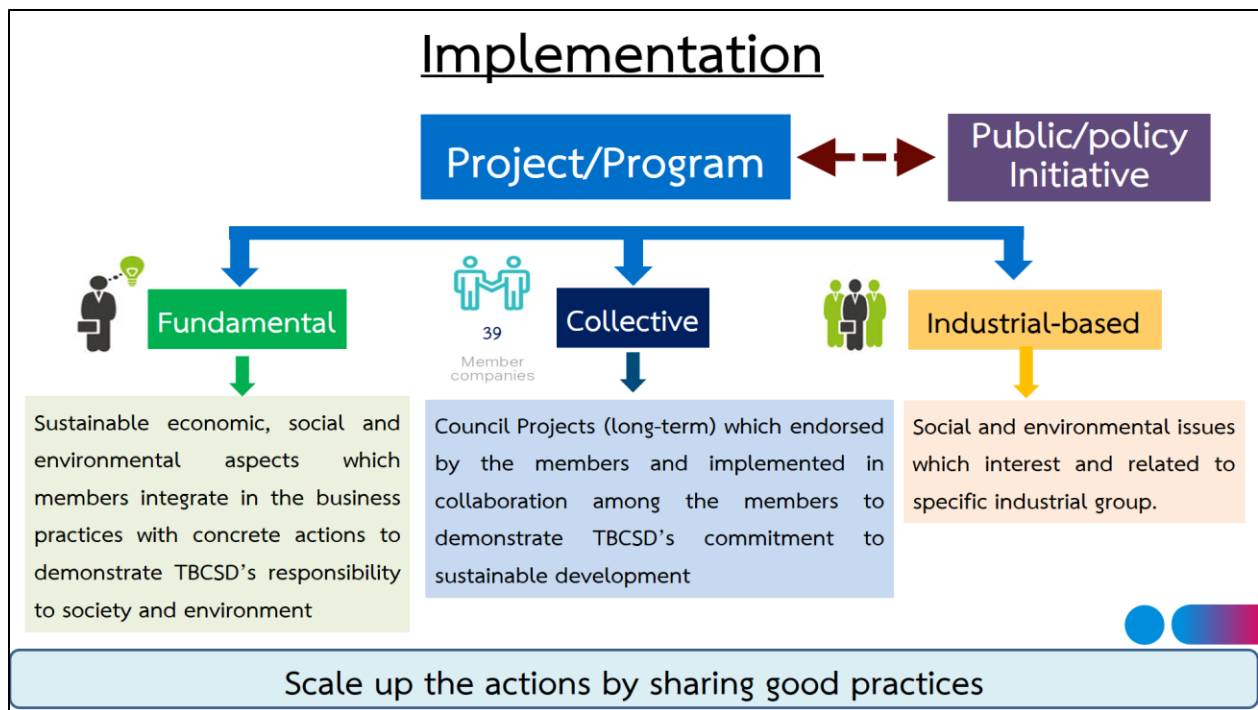 Implementation
Project/Program
Public/policy
Initiative
Fundamental
39
Member
companies
Collective
Industrial-based
Sustainable economic, social and
environmental aspects which
members integrate in the business
practices with concrete actions to
demonstrate TBCSD's responsibility
to society and environment
Council Projects (long-term) which endorsed
by the members and implemented in
collaboration among the members to
demonstrate TBCSD's commitment to
sustainable development
Social and environmental issues
which interest and related to
specific industrial group.
Scale up the actions by sharing good practices